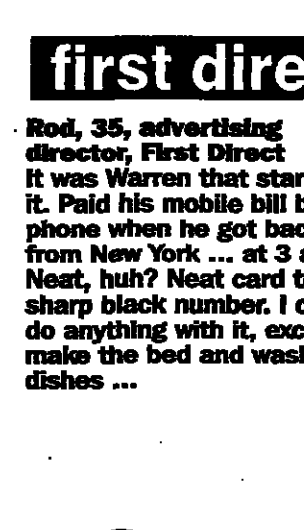 first dire
Rod, 35, advertising
director, First Direct
It was Warren that star
it. Paid his mobile bill b
phone when he got bac
from New York ... at 3 a
Neat, huh? Neat card t
sharp black number. I c
do anything with it, exc
make the bed and wash
dishes ...